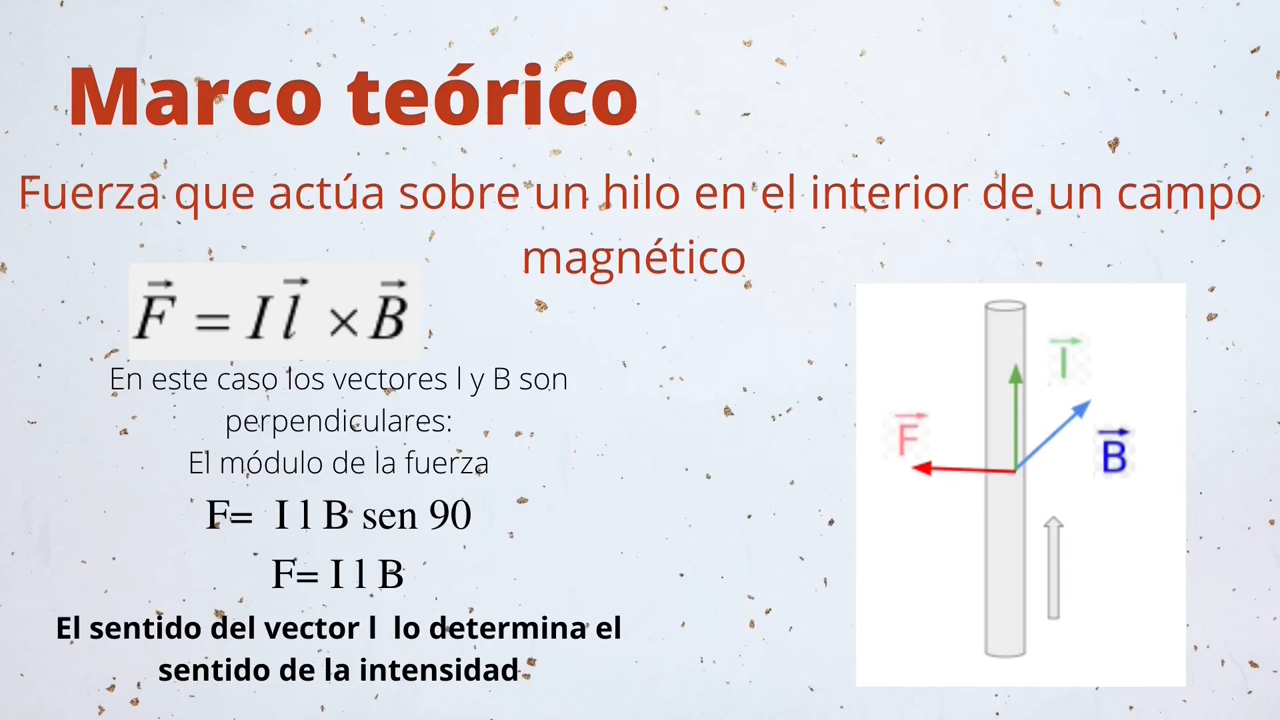 Marco teórico
Fuerza que actúa sobre un hilo en el interior de un campo
magnético
F⃗ = I l⃗ × B⃗
En este caso los vectores l y B son
perpendiculares:
El módulo de la fuerza
F= I l B sen 90
F= I l B
El sentido del vector l lo determina el
sentido de la intensidad
l⃗
F⃗
B⃗